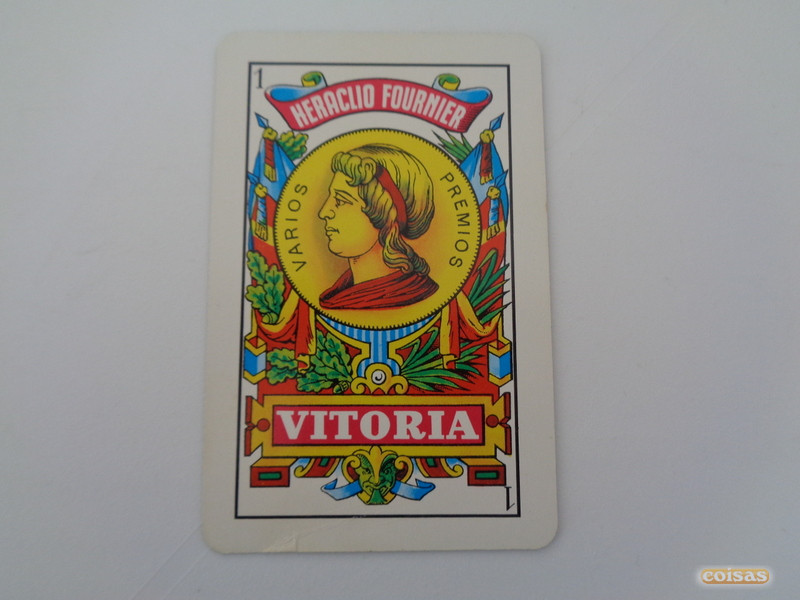 1
HERACLIO FOURNIER
VARIOS PREMIOS
VITORIA
1
coisas